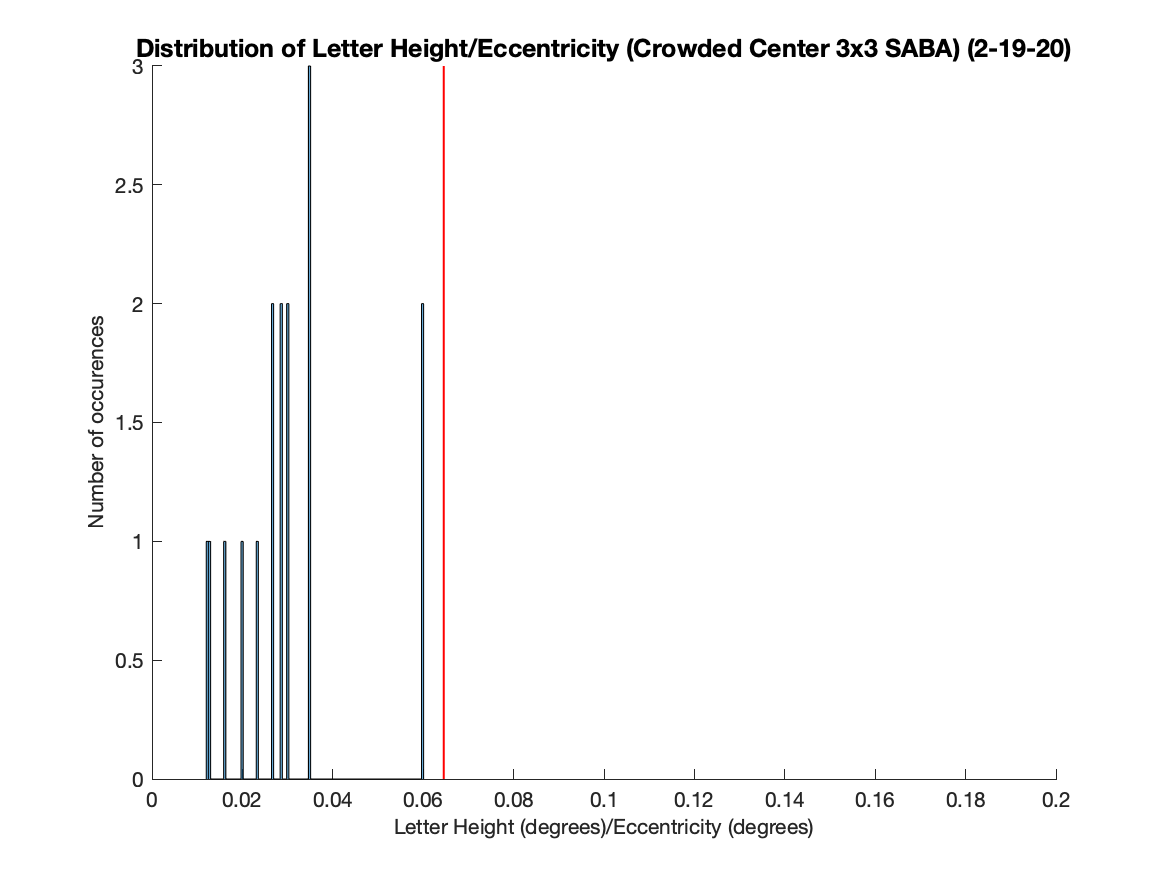 Distribution of Letter Height/Eccentricity (Crowded Center 3x3 SABA) (2-19-20)
3
2.5
2
1.5
1
0.5
0
Number of occurences
0 0.02 0.04 0.06 0.08 0.1 0.12 0.14 0.16 0.18 0.2
Letter Height (degrees)/Eccentricity (degrees)